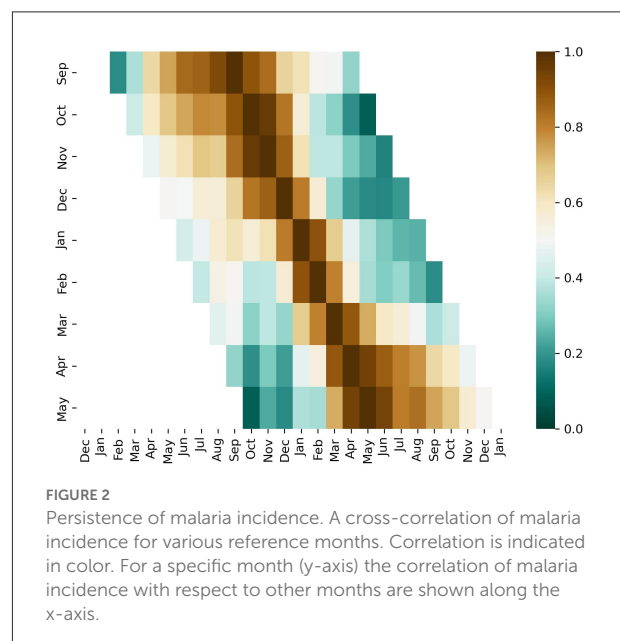 Sep
Oct
Nov
Dec
Jan
Feb
Mar
Apr
May
Dec
Jan
Feb
Mar
Apr
May
Jun
Jul
Aug
Sep
Oct
Nov
Dec
Jan
Feb
Mar
Apr
May
Jun
Jul
Aug
Sep
Oct
Nov
Dec
Jan
1.0
0.8
0.6
0.4
0.2
0.0
FIGURE 2
Persistence of malaria incidence. A cross-correlation of malaria
incidence for various reference months. Correlation is indicated
in color. For a specific month (y-axis) the correlation of malaria
incidence with respect to other months are shown along the
x-axis.